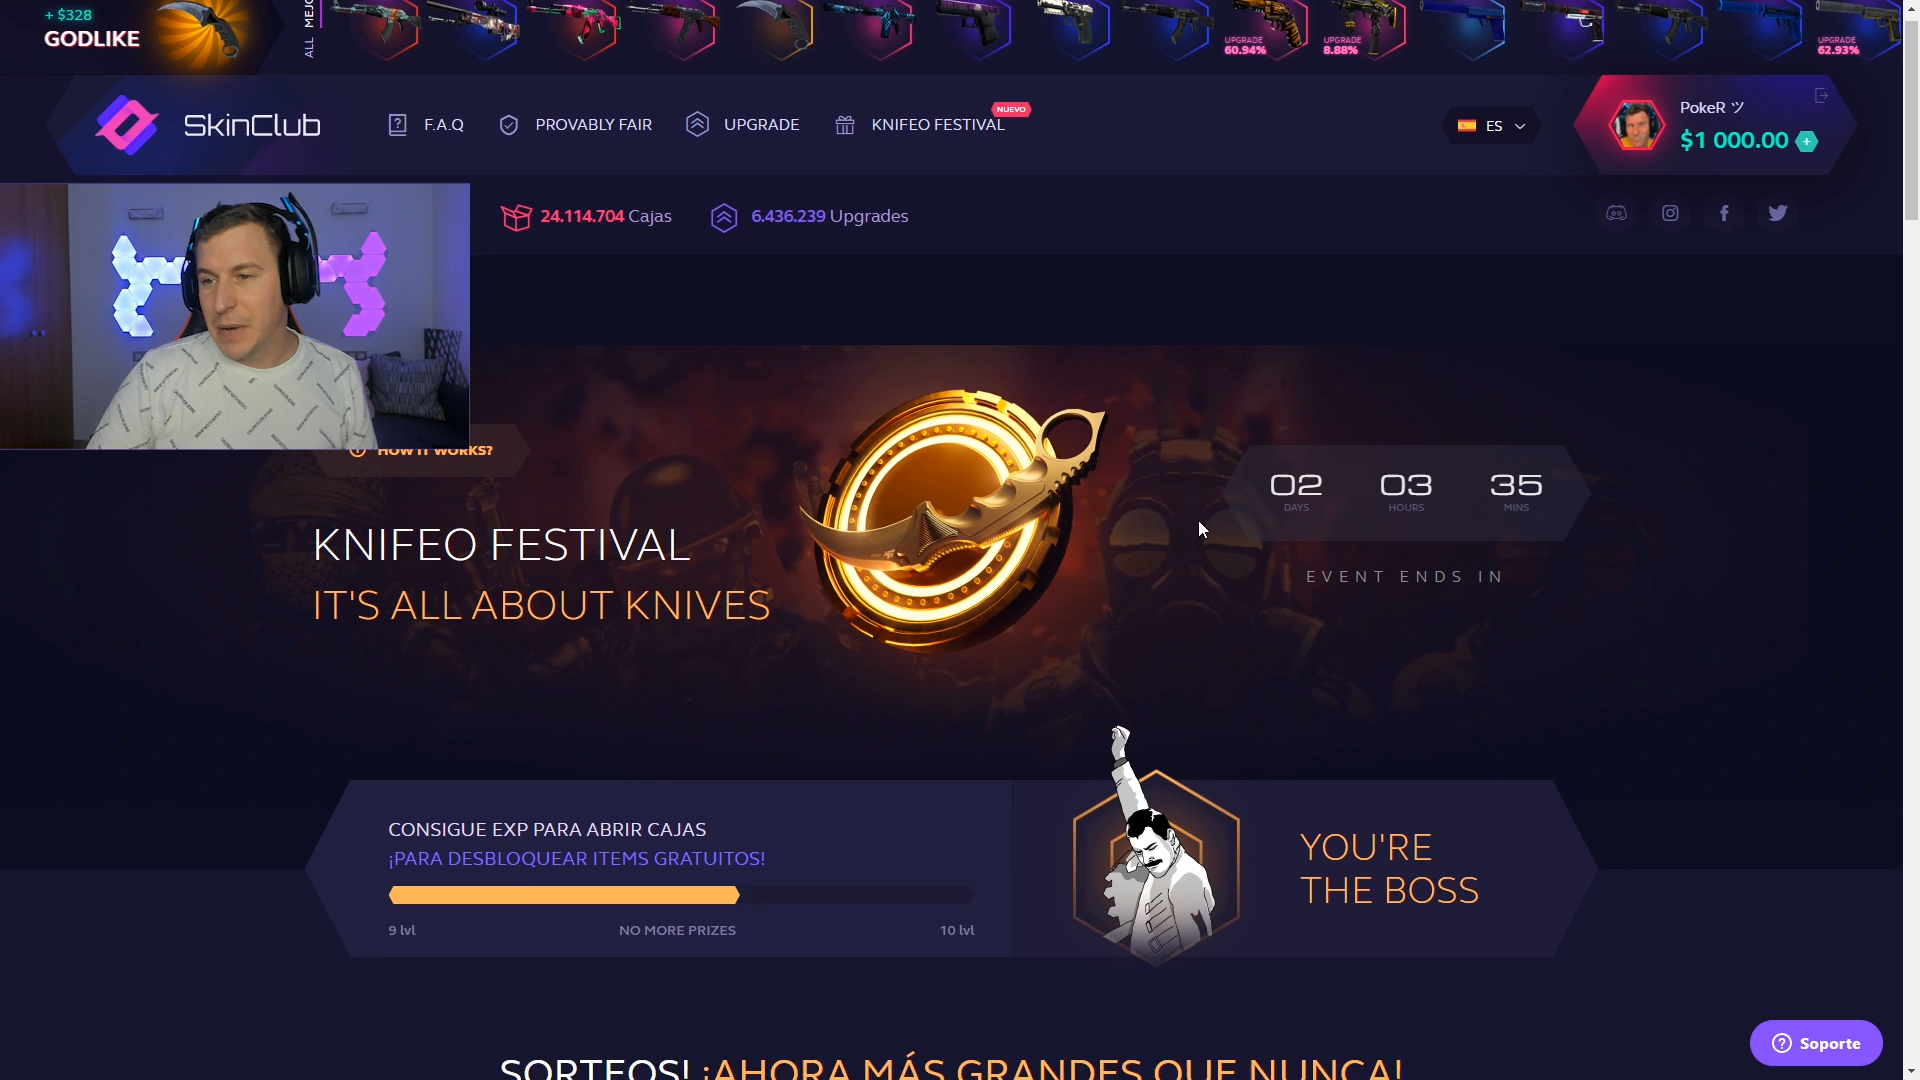 + $328
GODLIKE
ALL
UPGRADE
60.94%
UPGRADE
8.88%
UPGRADE
62.93%
SkinClub
F.A.Q
PROVABLY FAIR
UPGRADE
KNIFEO FESTIVAL
NUEVO
ES
PokeR ツ
$1 000.00
24.114.704 Cajas
6.436.239 Upgrades
HOW IT WORKS?
KNIFEO FESTIVAL
IT'S ALL ABOUT KNIVES
02 03 35
DAYS HOURS MINS
EVENT ENDS IN
CONSIGUE EXP PARA ABRIR CAJAS
¡PARA DESBLOQUEAR ITEMS GRATUITOS!
9 lvl NO MORE PRIZES 10 lvl
YOU'RE
THE BOSS
SORTEOS! ¡AHORA MÁS GRANDES QUE NUNCA!
Soporte